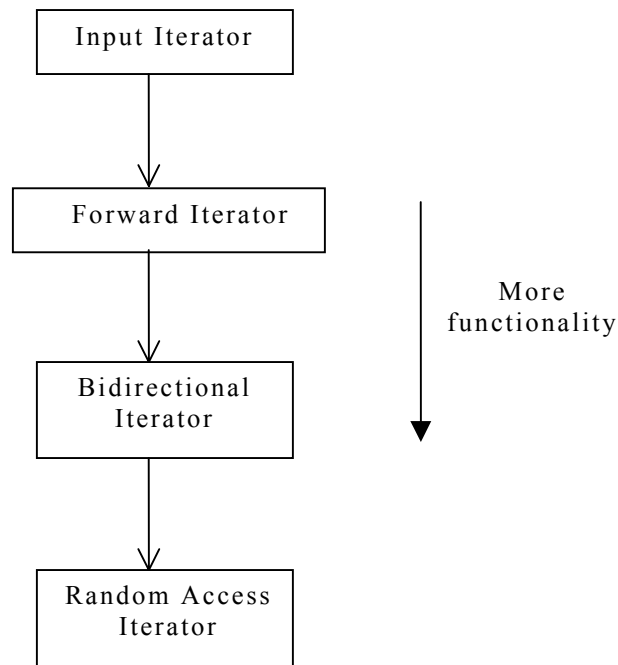 Input Iterator
Forward Iterator
More
functionality
Bidirectional
Iterator
Random Access
Iterator